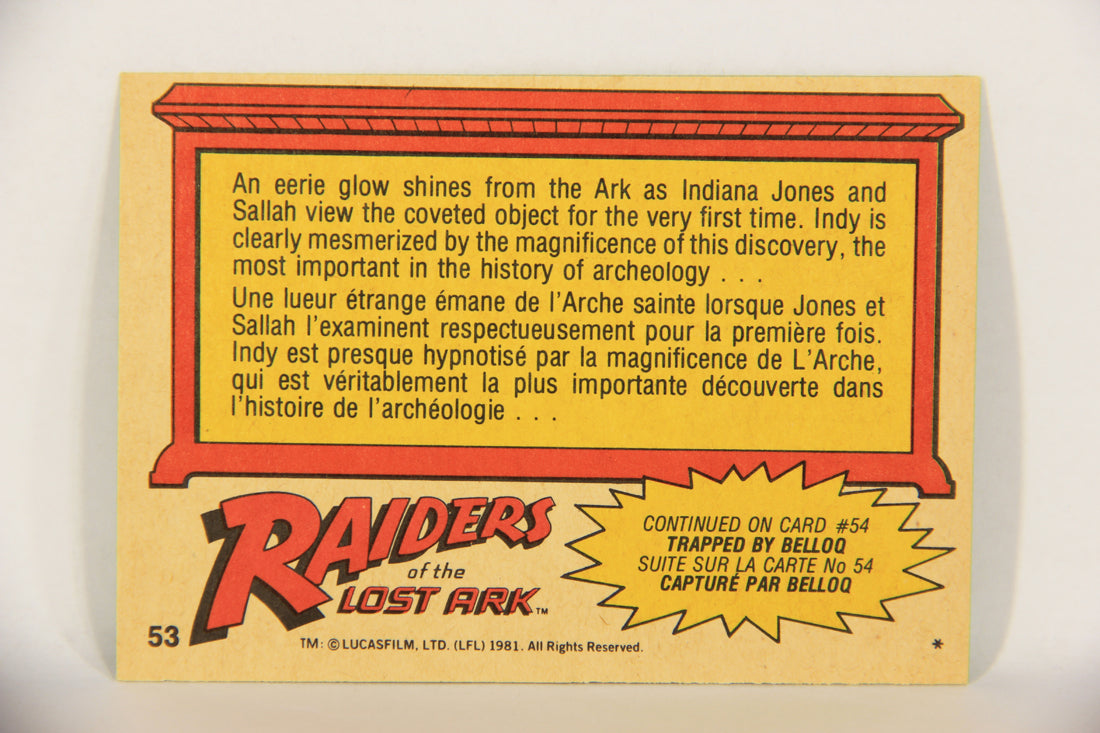 An eerie glow shines from the Ark as Indiana Jones and
Sallah view the coveted object for the very first time. Indy is
clearly mesmerized by the magnificence of this discovery, the
most important in the history of archeology . . .
Une lueur étrange émane de l'Arche sainte lorsque Jones et
Sallah l'examinent respectueusement pour la première fois.
Indy est presque hypnotisé par la magnificence de L'Arche,
qui est véritablement la plus importante découverte dans
l'histoire de l'archéologie . . .
RAIDERS
of the
LOST ARK™
CONTINUED ON CARD #54
TRAPPED BY BELLOQ
SUITE SUR LA CARTE No 54
CAPTURÉ PAR BELLOQ
53
TM: © LUCASFILM, LTD. (LFL) 1981. All Rights Reserved.
*